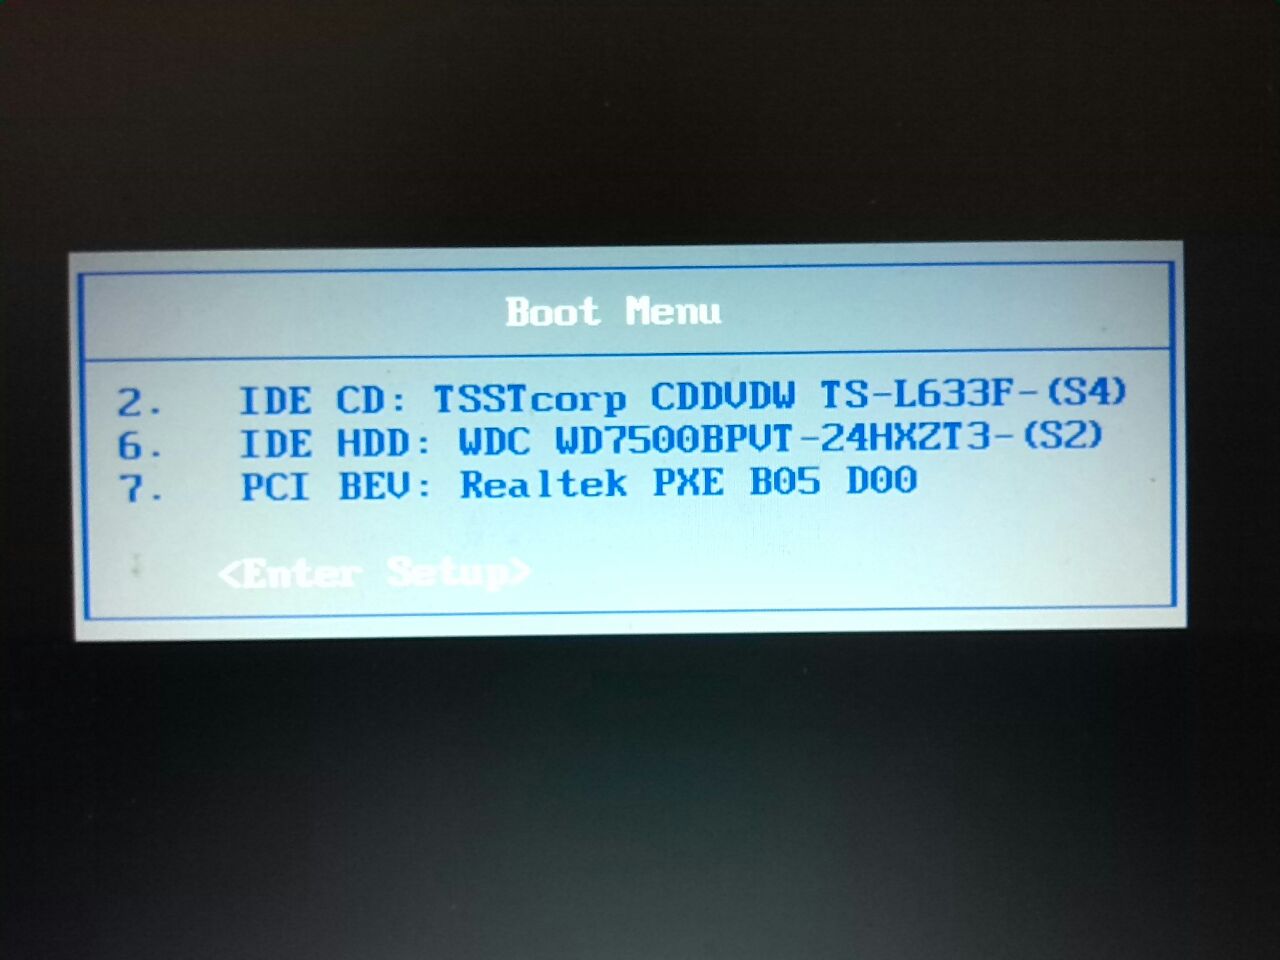 Boot Menu
2. IDE CD: TSSTcorp CDDVDW TS-L633F-(S4)
6. IDE HDD: WDC WD7500BPVT-24HXZT3-(S2)
7. PCI BEV: Realtek PXE B05 D00
<Enter Setup>